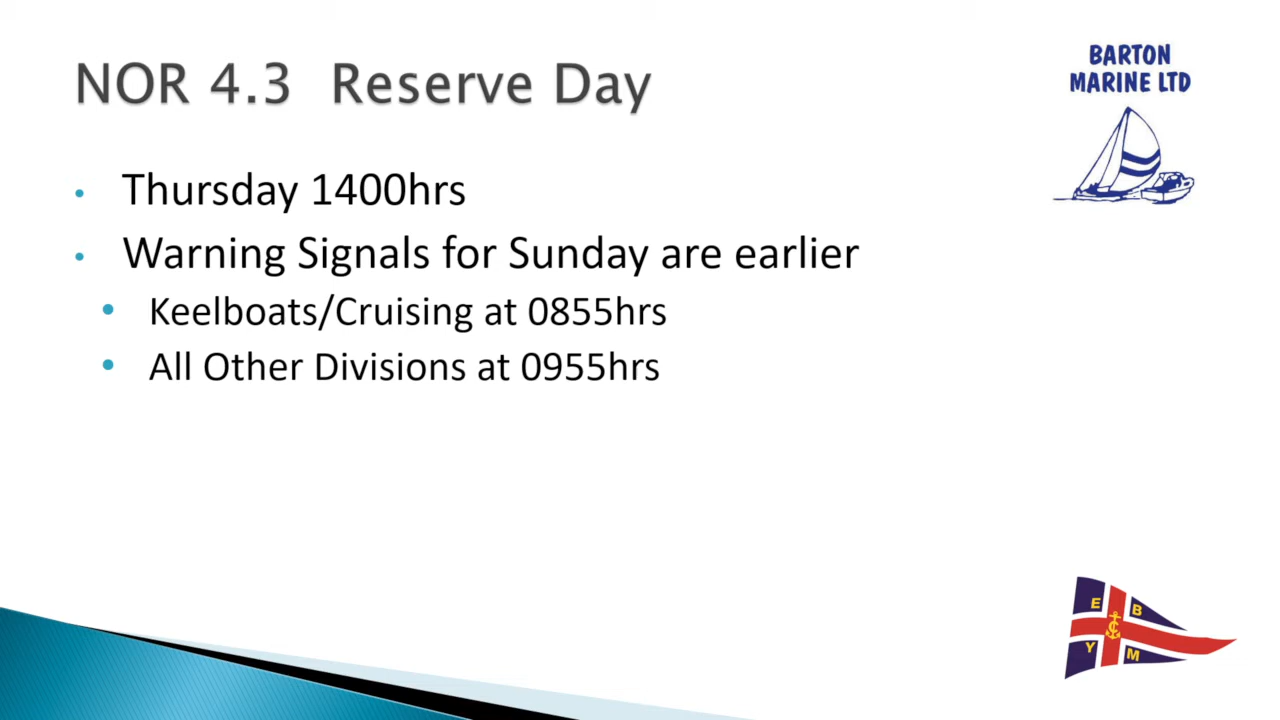 NOR 4.3 Reserve Day
BARTON
MARINE LTD
• Thursday 1400hrs
• Warning Signals for Sunday are earlier
• Keelboats/Cruising at 0855hrs
• All Other Divisions at 0955hrs
E B
Y M